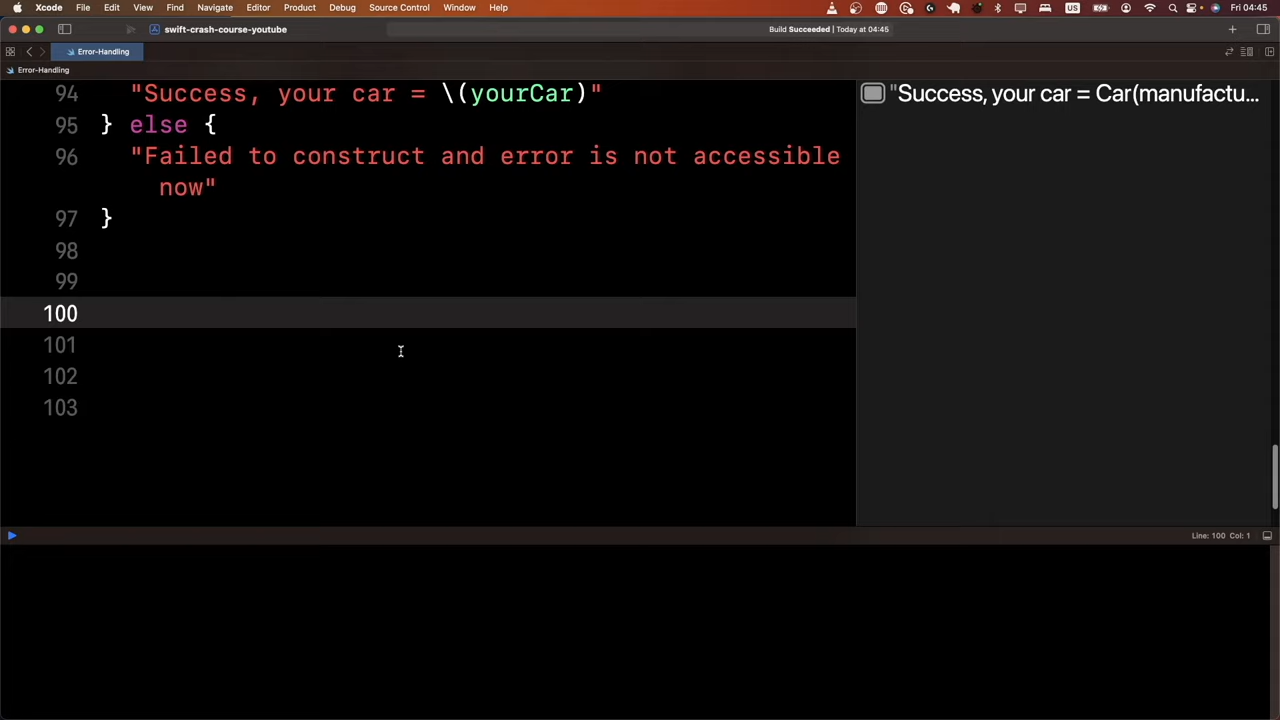 Xcode File Edit View Find Navigate Editor Product Debug Source Control Window Help US Fri 04:45
swift-crash-course-youtube Build Succeeded | Today at 04:45
Error-Handling
Error-Handling
94 "Success, your car = \(yourCar)" "Success, your car = Car(manufactu...
95 } else {
96 "Failed to construct and error is not accessible
now"
97 }
98
99
100
101
102
103
Line: 100 Col: 1